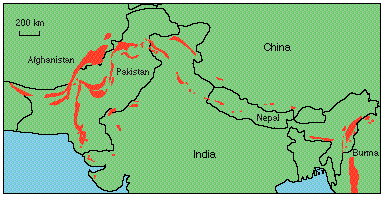 200 km
China
Afghanistan
Pakistan
Nepal
India
Burma